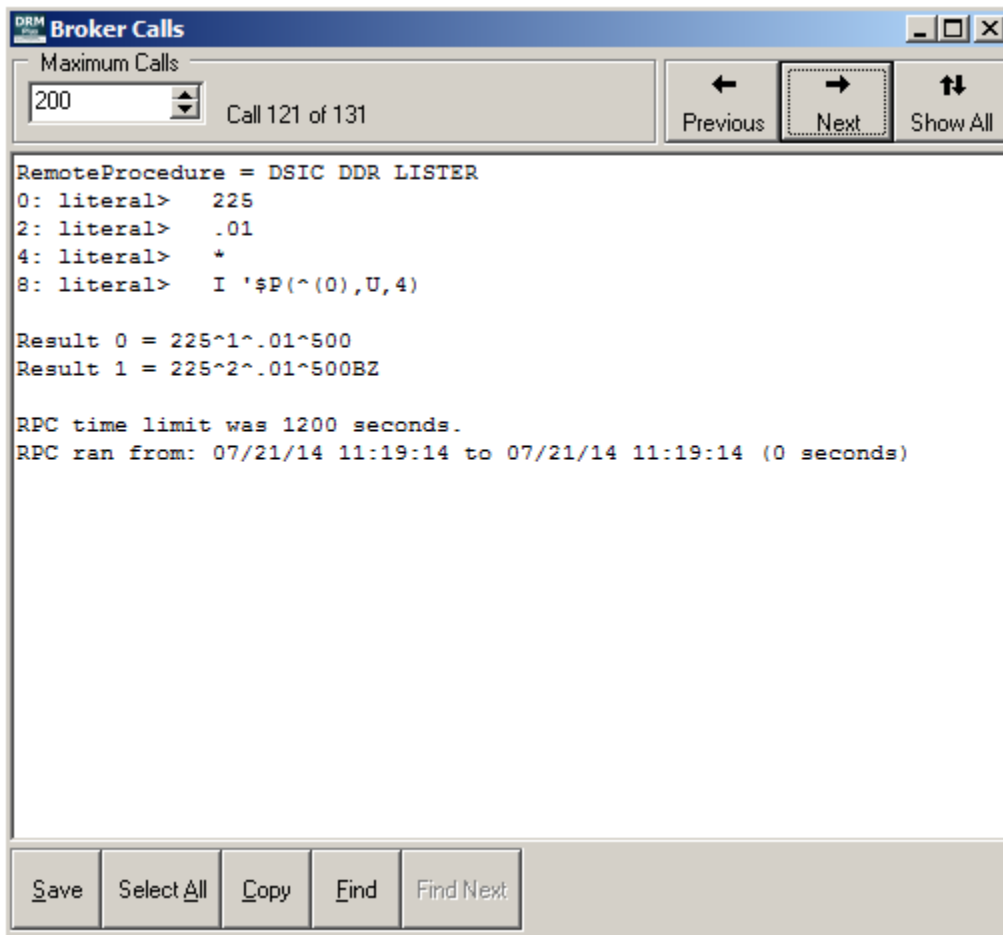 DRM Plus Broker Calls
Maximum Calls
200
Call 121 of 131
Previous
Next
Show All
RemoteProcedure = DSIC DDR LISTER
0: literal>   225
2: literal>   .01
4: literal>   *
8: literal>   I '$P(^(0),U,4)
Result 0 = 225^1^.01^500
Result 1 = 225^2^.01^500BZ
RPC time limit was 1200 seconds.
RPC ran from: 07/21/14 11:19:14 to 07/21/14 11:19:14 (0 seconds)
Save
Select All
Copy
Find
Find Next